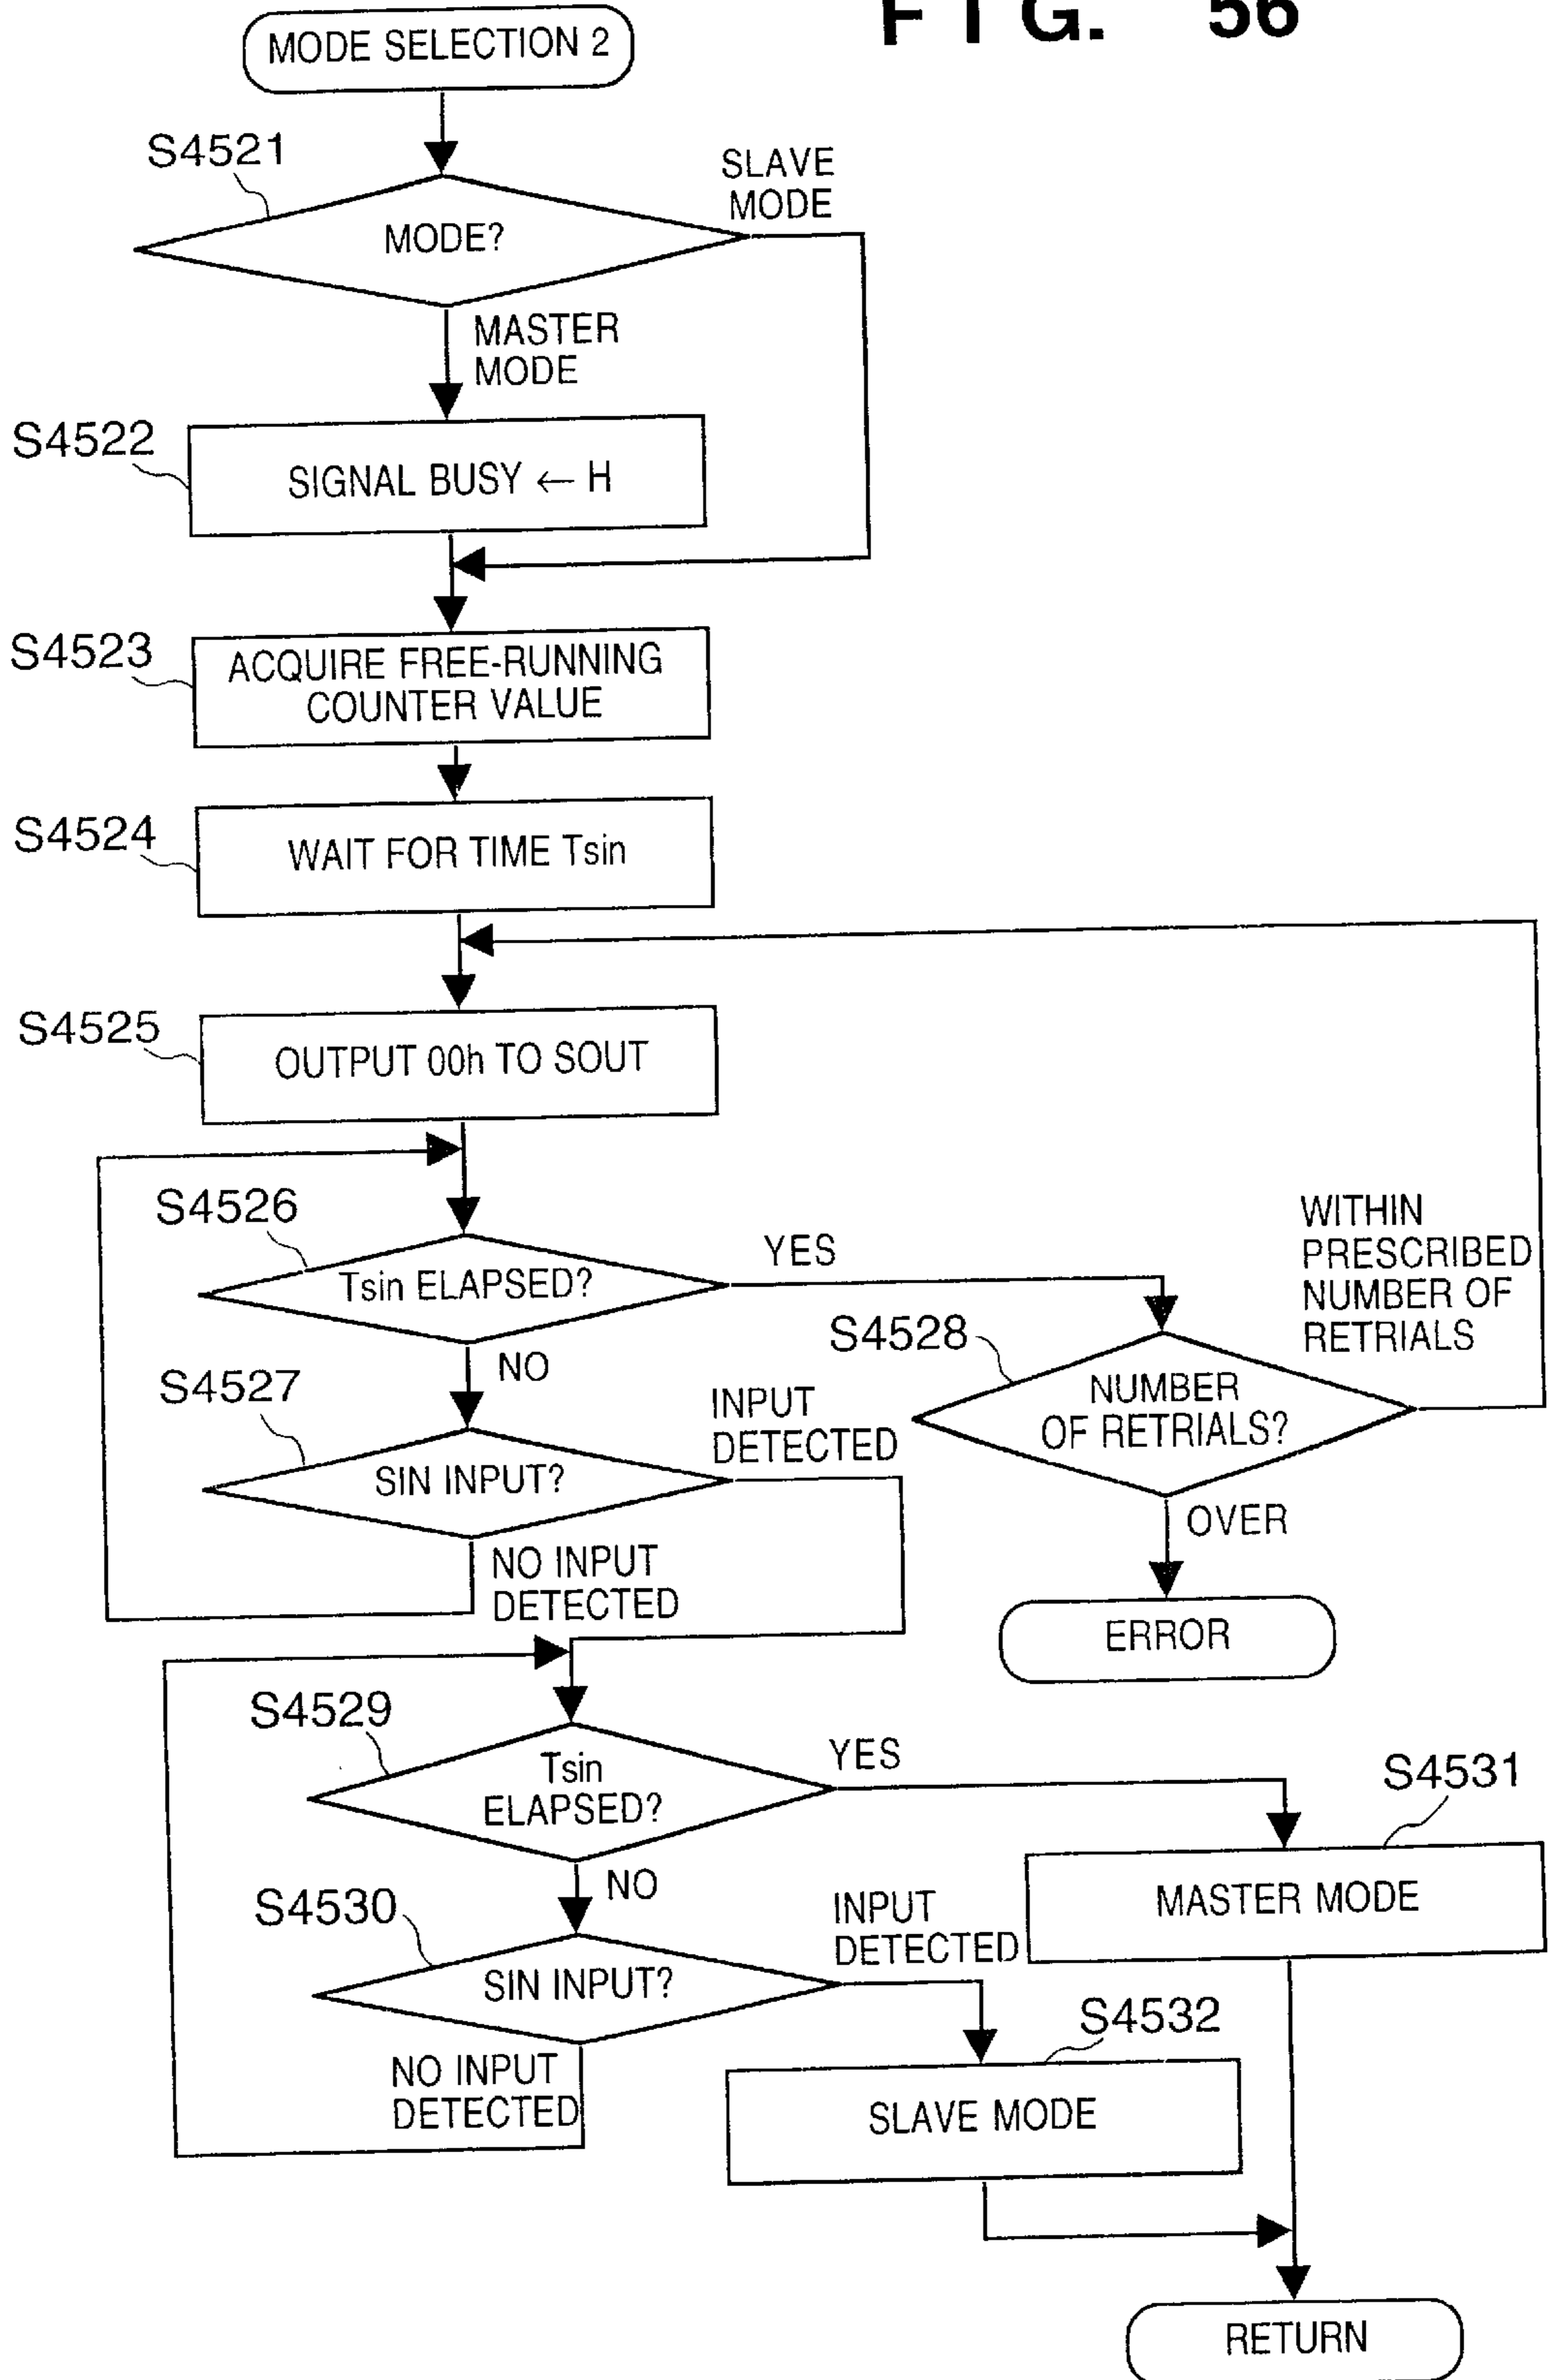 FIG. 56
MODE SELECTION 2
S4521
SLAVE
MODE
MODE?
MASTER
MODE
S4522
SIGNAL BUSY ← H
S4523
ACQUIRE FREE-RUNNING
COUNTER VALUE
S4524
WAIT FOR TIME Tsin
S4525
OUTPUT 00h TO SOUT
S4526
Tsin ELAPSED?
YES
WITHIN
PRESCRIBED
NUMBER OF
RETRIALS
S4528
NUMBER
OF RETRIALS?
NO
S4527
INPUT
DETECTED
SIN INPUT?
OVER
NO INPUT
DETECTED
ERROR
S4529
Tsin
ELAPSED?
YES
S4531
MASTER MODE
NO
S4530
INPUT
DETECTED
SIN INPUT?
S4532
NO INPUT
DETECTED
SLAVE MODE
RETURN